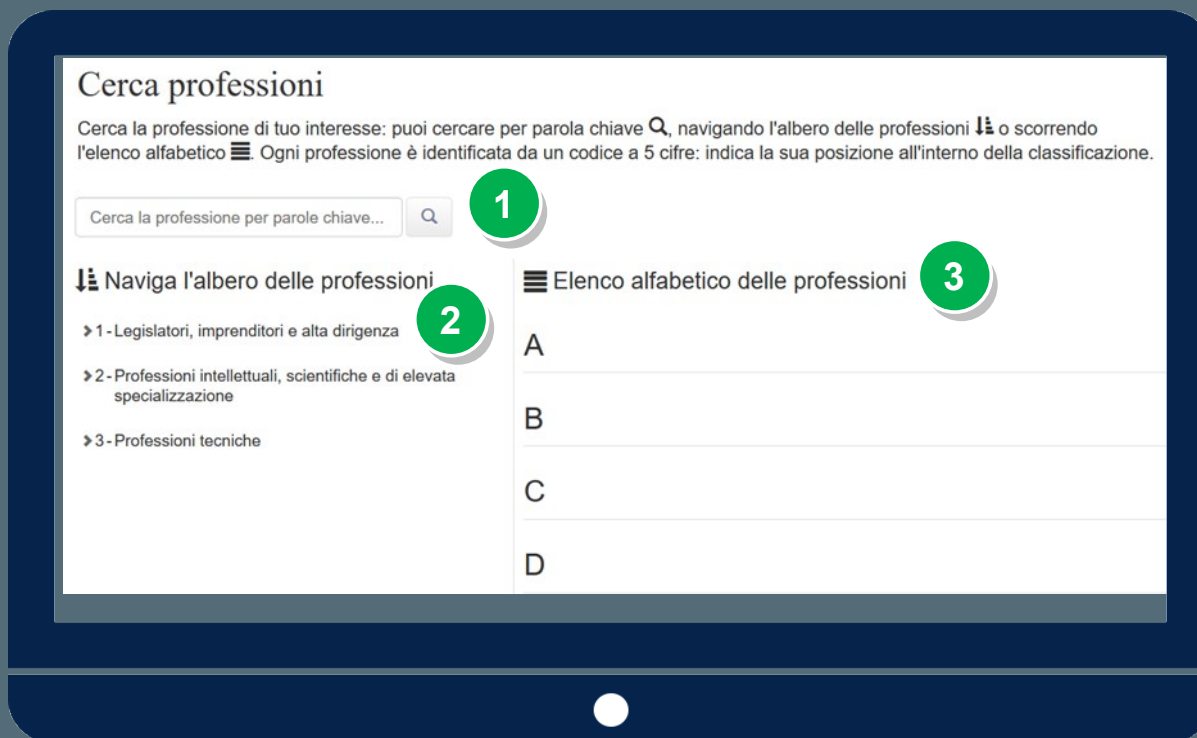 Cerca professioni
Cerca la professione di tuo interesse: puoi cercare per parola chiave , navigando l'albero delle professioni o scorrendo
l'elenco alfabetico . Ogni professione è identificata da un codice a 5 cifre: indica la sua posizione all'interno della classificazione.
Cerca la professione per parole chiave...
1
Naviga l'albero delle professioni
2
1-Legislatori, imprenditori e alta dirigenza
2-Professioni intellettuali, scientifiche e di elevata
specializzazione
3-Professioni tecniche
Elenco alfabetico delle professioni
3
A
B
C
D